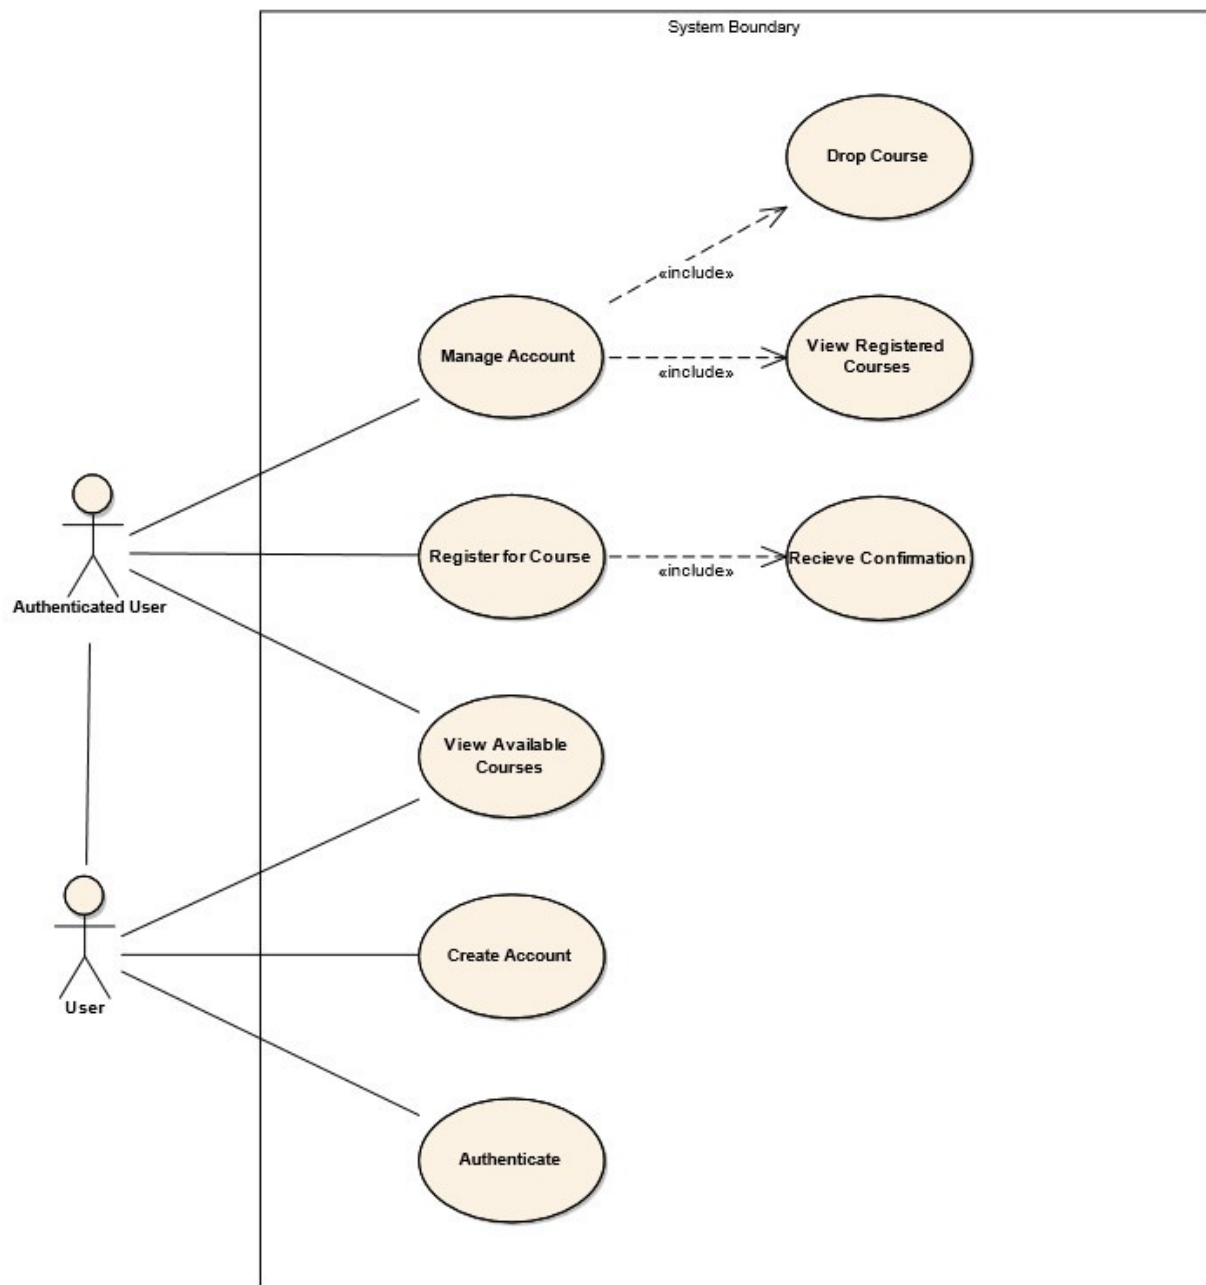 System Boundary
Drop Course
«include»
Manage Account
«include»
View Registered
Courses
Authenticated User
Register for Course
«include»
Recieve Confirmation
View Available
Courses
User
Create Account
Authenticate